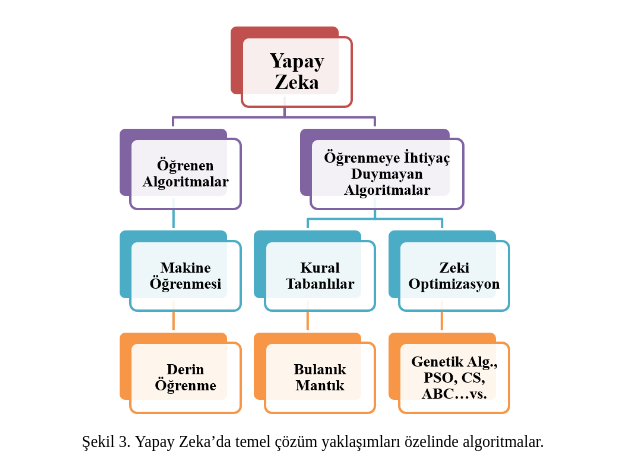 Yapay
Zeka
Öğrenen
Algoritmalar
Öğrenmeye İhtiyaç
Duymayan
Algoritmalar
Makine
Öğrenmesi
Kural
Tabanlılar
Zeki
Optimizasyon
Derin
Öğrenme
Bulanık
Mantık
Genetik Alg.,
PSO, CS,
ABC…vs.
Şekil 3. Yapay Zeka’da temel çözüm yaklaşımları özelinde algoritmalar.